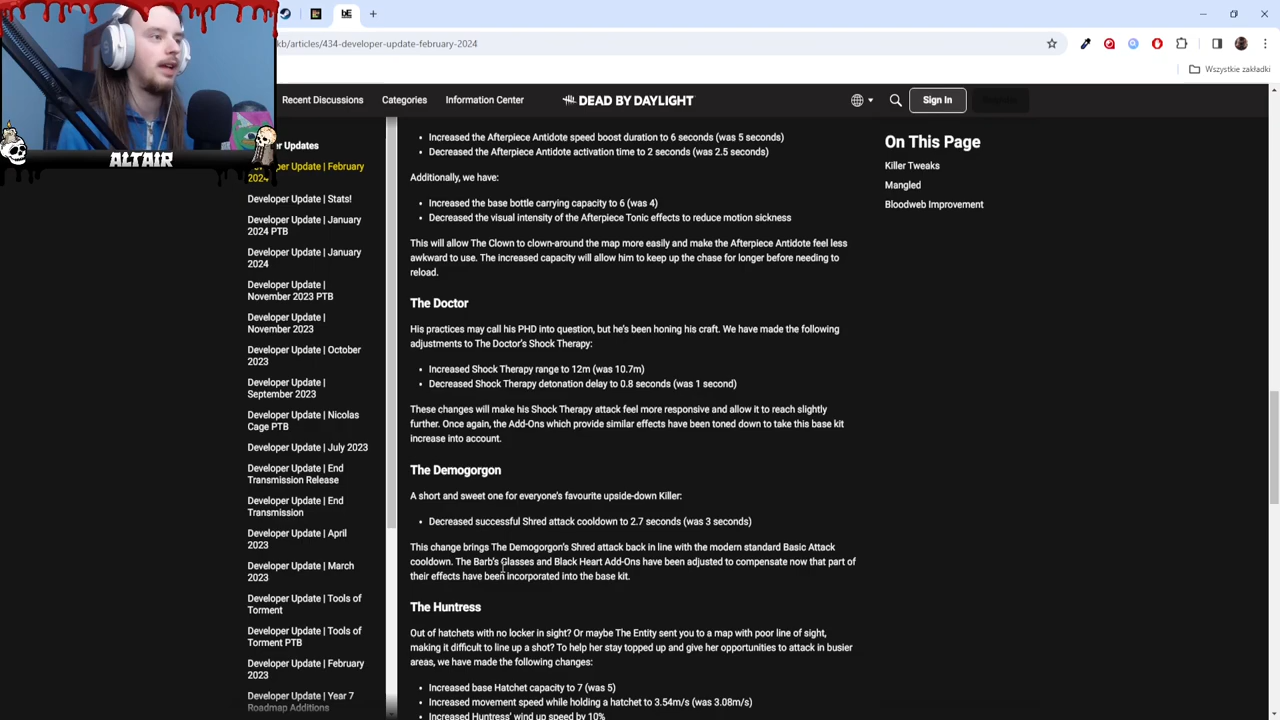 kb/articles/434-developer-update-february-2024
Wszystkie zakładki
Recent Discussions
Categories
Information Center
DEAD BY DAYLIGHT
Sign In
ALTAIR
Updates
Update | February
2024
Developer Update | Stats!
Developer Update | January
2024 PTB
Developer Update | January
2024
Developer Update | November 2023 PTB
Developer Update |
November 2023
Developer Update | October
2023
Developer Update |
September 2023
Developer Update | Nicolas
Cage PTB
Developer Update | July 2023
Developer Update | End
Transmission Release
Developer Update | End
Transmission
Developer Update | April
2023
Developer Update | March
2023
Developer Update | Tools of
Torment
Developer Update | Tools of
Torment PTB
Developer Update | February
2023
Developer Update | Year 7
Roadmap Additions
• Increased the Afterpiece Antidote speed boost duration to 6 seconds (was 5 seconds)
• Decreased the Afterpiece Antidote activation time to 2 seconds (was 2.5 seconds)
Additionally, we have:
• Increased the base bottle carrying capacity to 6 (was 4)
• Decreased the visual intensity of the Afterpiece Tonic effects to reduce motion sickness
This will allow The Clown to clown-around the map more easily and make the Afterpiece Antidote feel less
awkward to use. The increased capacity will allow him to keep up the chase for longer before needing to
reload.
The Doctor
His practices may call his PHD into question, but he's been honing his craft. We have made the following
adjustments to The Doctor's Shock Therapy:
• Increased Shock Therapy range to 12m (was 10.7m)
• Decreased Shock Therapy detonation delay to 0.8 seconds (was 1 second)
These changes will make his Shock Therapy attack feel more responsive and allow it to reach slightly
further. Once again, the Add-Ons which provide similar effects have been toned down to take this base kit
increase into account.
The Demogorgon
A short and sweet one for everyone's favourite upside-down Killer:
• Decreased successful Shred attack cooldown to 2.7 seconds (was 3 seconds)
This change brings The Demogorgon's Shred attack back in line with the modern standard Basic Attack
cooldown. The Barb's Glasses and Black Heart Add-Ons have been adjusted to compensate now that part of
their effects have been incorporated into the base kit.
The Huntress
Out of hatchets with no locker in sight? Or maybe The Entity sent you to a map with poor line of sight,
making it difficult to line up a shot? To help her stay topped up and give her opportunities to attack in busier
areas, we have made the following changes:
• Increased base Hatchet capacity to 7 (was 5)
• Increased movement speed while holding a hatchet to 3.54m/s (was 3.08m/s)
• Increased Huntress' wind up speed by 10%
On This Page
Killer Tweaks
Mangled
Bloodweb Improvement